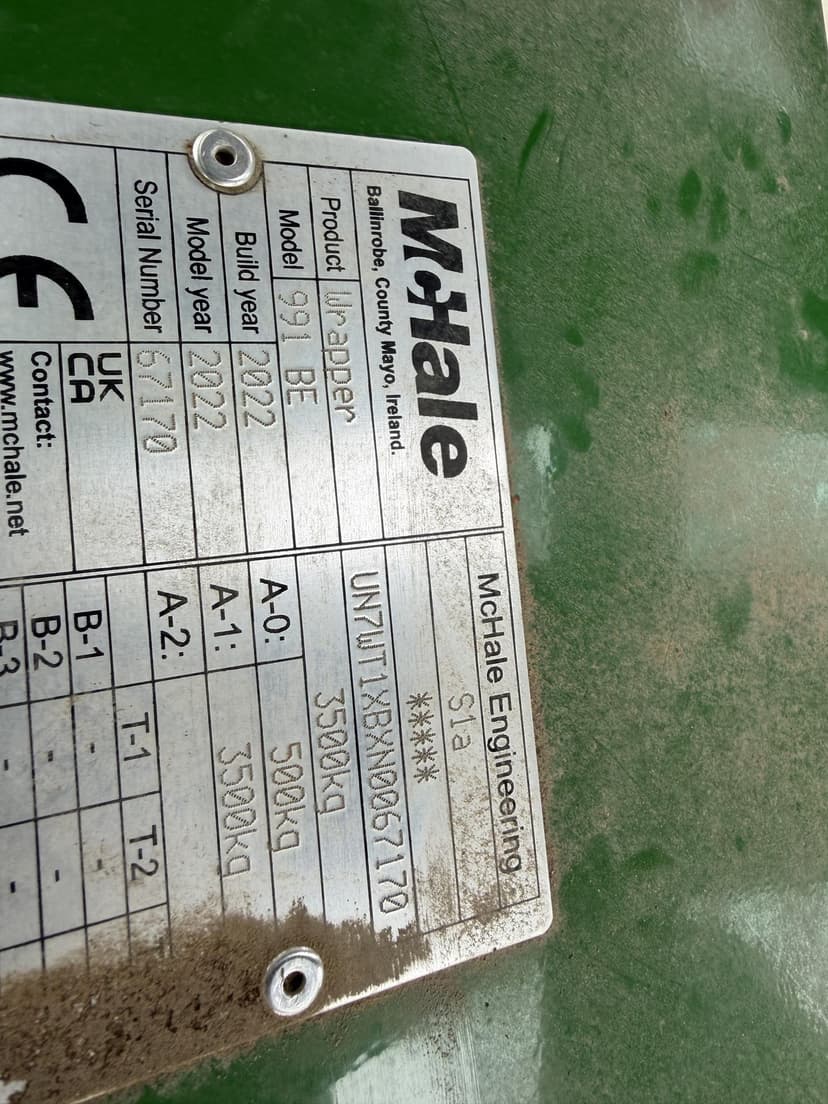 McHale
Ballinrobe, County Mayo, Ireland.
Product Wrapper
Model 991 BE
Build year 2022
Model year 2022
Serial Number 67170
CE
UK
CA
Contact:
www.mchale.net
McHale Engineering
S1a
*****
UN7WT1XBXN0067170
3500kg
A-0: 500kg
A-1: 3500kg
A-2:
T-1 T-2
B-1 - -
B-2 - -
B-3 - -